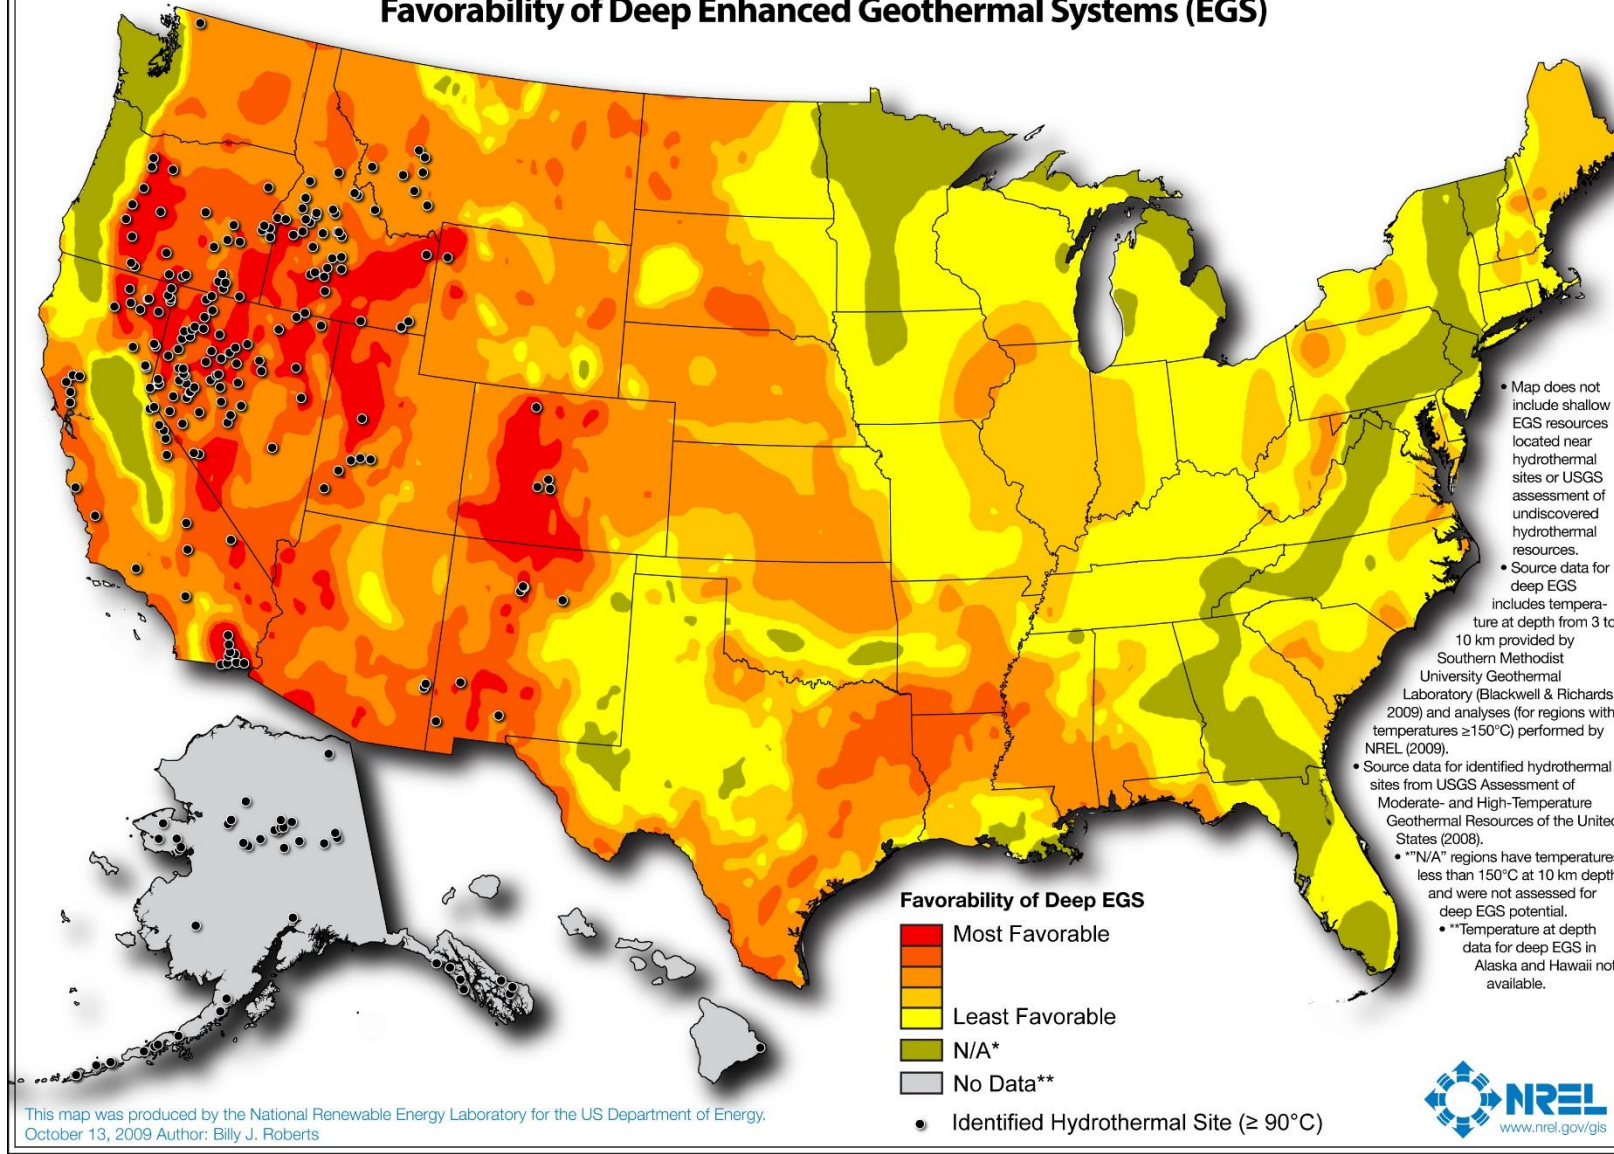 Favorability of Deep Enhanced Geothermal Systems (EGS)
• Map does not
include shallow
EGS resources
located near
hydrothermal
sites or USGS
assessment of
undiscovered
hydrothermal
resources.
• Source data for
deep EGS
includes tempera-
ture at depth from 3 to
10 km provided by
Southern Methodist
University Geothermal
Laboratory (Blackwell & Richards
2009) and analyses (for regions with
temperatures ≥150°C) performed by
NREL (2009).
• Source data for identified hydrothermal
sites from USGS Assessment of
Moderate- and High-Temperature
Geothermal Resources of the United
States (2008).
• *"N/A" regions have temperatures
less than 150°C at 10 km depth
and were not assessed for
deep EGS potential.
• **Temperature at depth
data for deep EGS in
Alaska and Hawaii not
available.
Favorability of Deep EGS
Most Favorable
Least Favorable
N/A*
No Data**
Identified Hydrothermal Site (≥ 90°C)
This map was produced by the National Renewable Energy Laboratory for the US Department of Energy.
October 13, 2009 Author: Billy J. Roberts
NREL
www.nrel.gov/gis